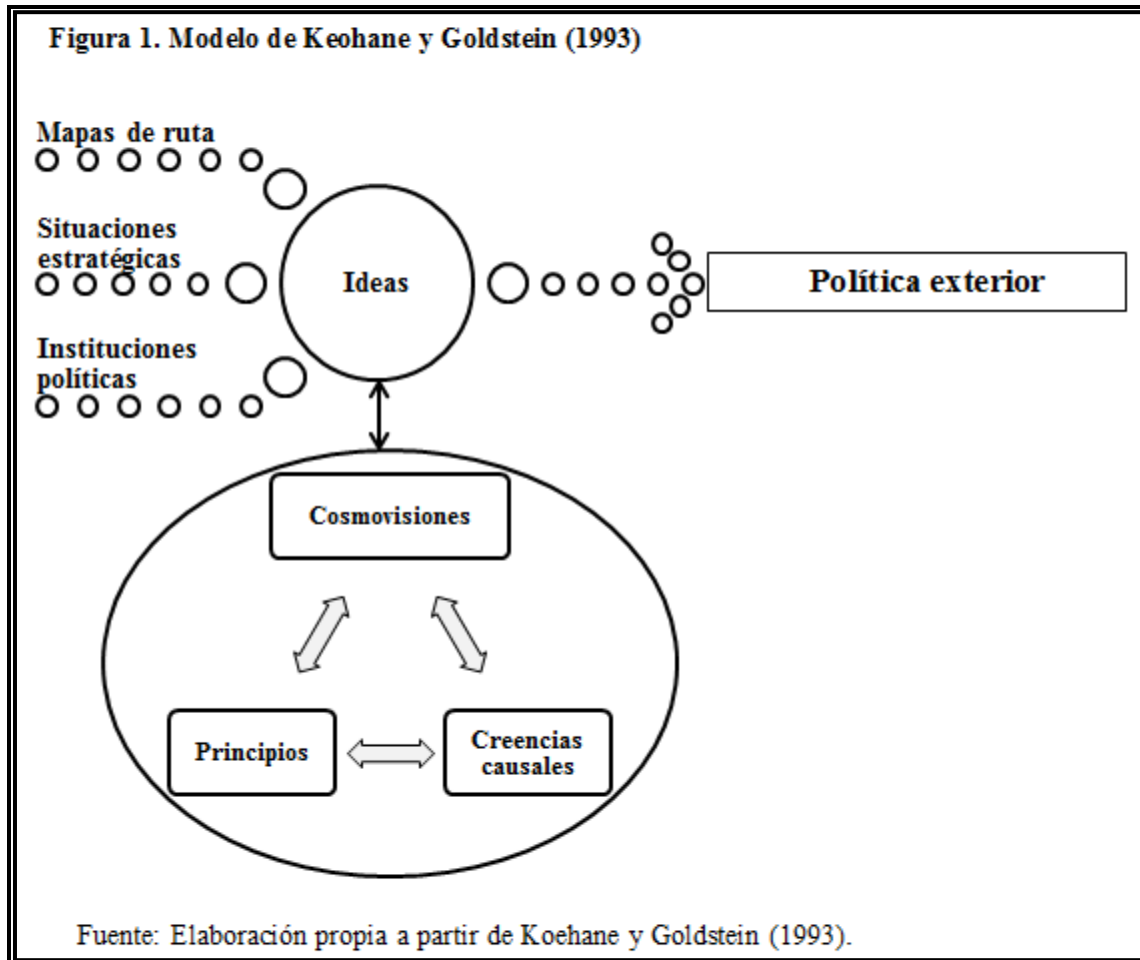 Figura 1. Modelo de Keohane y Goldstein (1993)
Mapas de ruta
Situaciones
estratégicas
Ideas
Política exterior
Instituciones
políticas
Cosmovisiones
Principios
Creencias
causales
Fuente: Elaboración propia a partir de Koehane y Goldstein (1993).